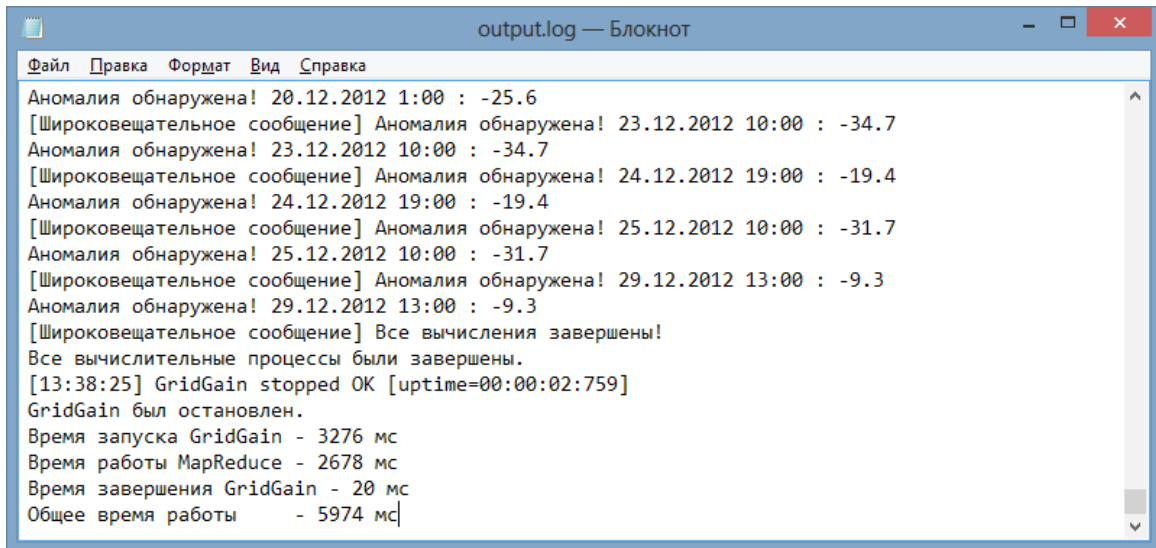 output.log — Блокнот
Файл Правка Формат Вид Справка
Аномалия обнаружена! 20.12.2012 1:00 : -25.6
[Широковещательное сообщение] Аномалия обнаружена! 23.12.2012 10:00 : -34.7
Аномалия обнаружена! 23.12.2012 10:00 : -34.7
[Широковещательное сообщение] Аномалия обнаружена! 24.12.2012 19:00 : -19.4
Аномалия обнаружена! 24.12.2012 19:00 : -19.4
[Широковещательное сообщение] Аномалия обнаружена! 25.12.2012 10:00 : -31.7
Аномалия обнаружена! 25.12.2012 10:00 : -31.7
[Широковещательное сообщение] Аномалия обнаружена! 29.12.2012 13:00 : -9.3
Аномалия обнаружена! 29.12.2012 13:00 : -9.3
[Широковещательное сообщение] Все вычисления завершены!
Все вычислительные процессы были завершены.
[13:38:25] GridGain stopped OK [uptime=00:00:02:759]
GridGain был остановлен.
Время запуска GridGain - 3276 мс
Время работы MapReduce - 2678 мс
Время завершения GridGain - 20 мс
Общее время работы     - 5974 мс